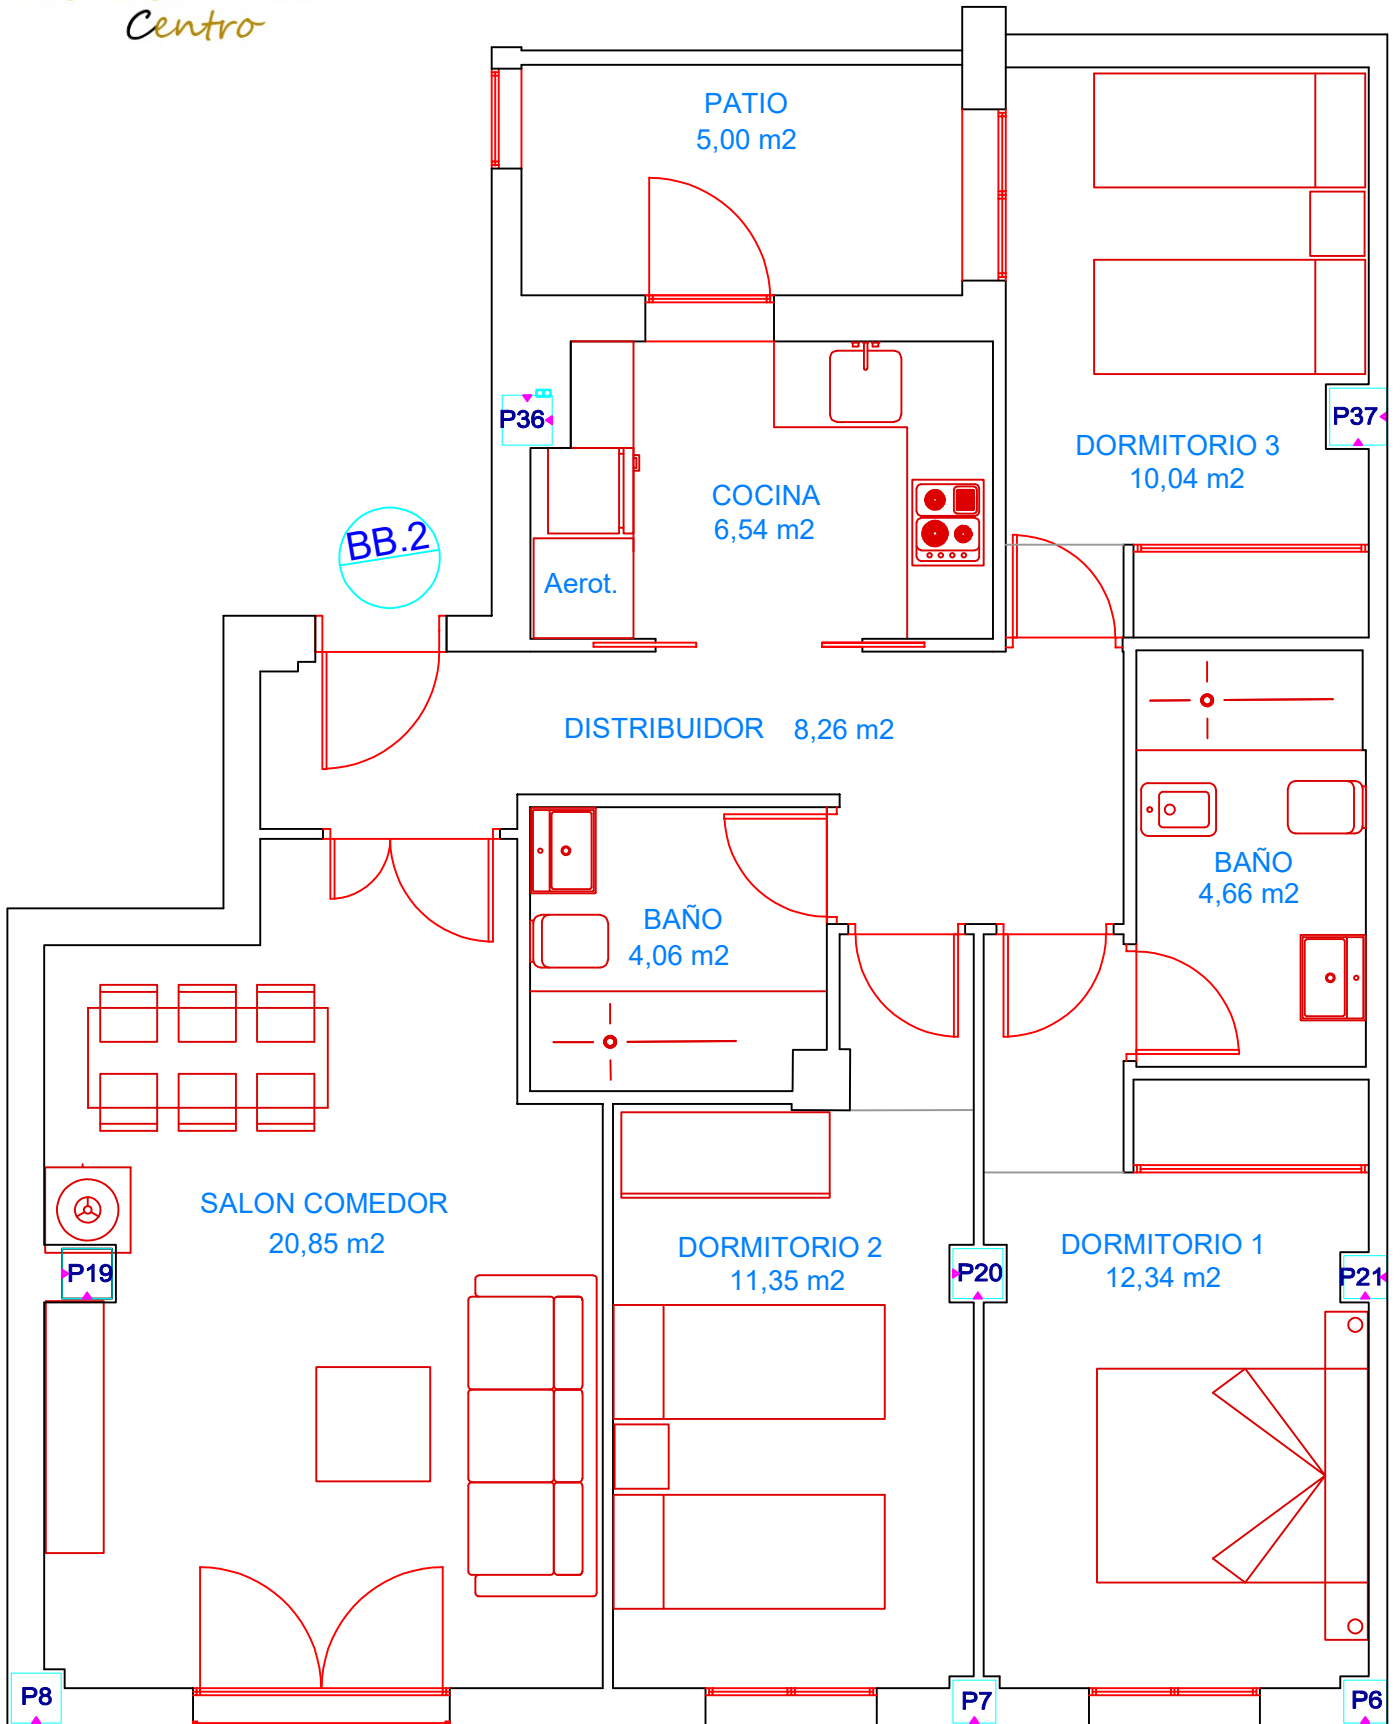 Centro
PATIO
5,00 m2
P36
P37
DORMITORIO 3
10,04 m2
COCINA
6,54 m2
BB.2
Aerot.
DISTRIBUIDOR 8,26 m2
BAÑO
4,66 m2
BAÑO
4,06 m2
SALON COMEDOR
20,85 m2
DORMITORIO 2
11,35 m2
DORMITORIO 1
12,34 m2
P19
P20
P21
P8
P7
P6